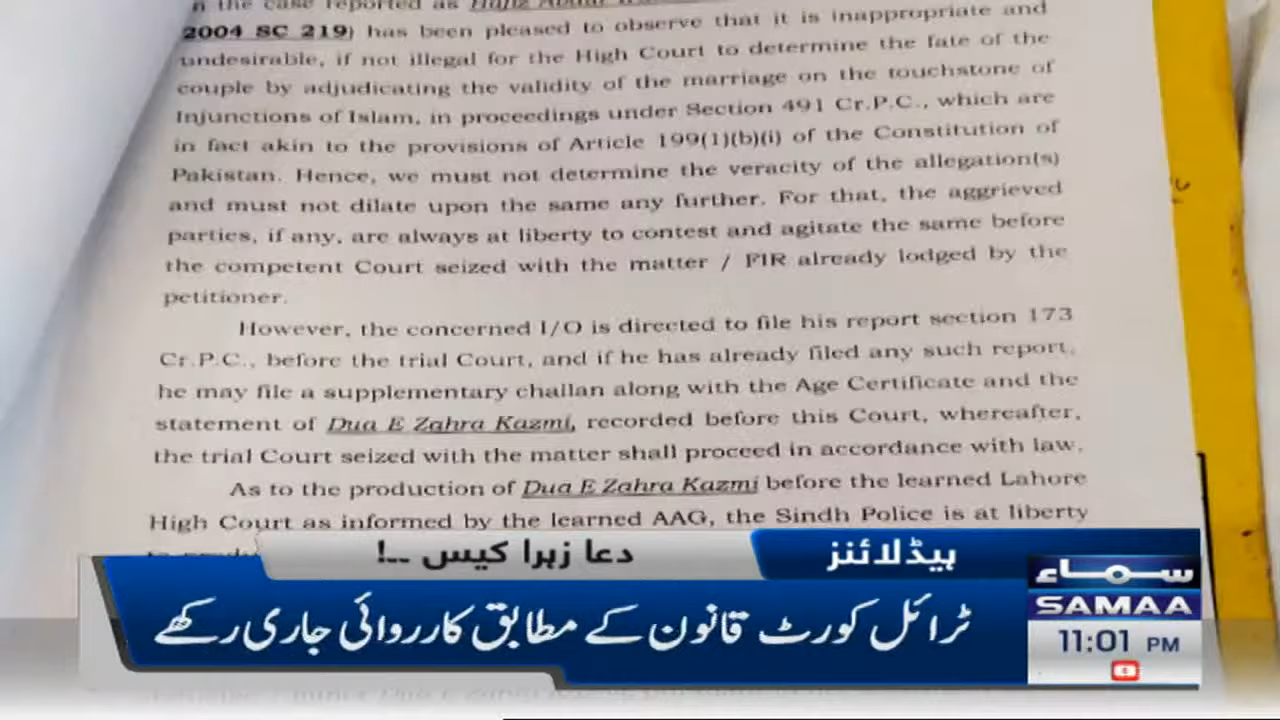 in the case reported as Hafiz Abdul
2004 SC 219) has been pleased to observe that it is inappropriate and
undesirable, if not illegal for the High Court to determine the fate of the
couple by adjudicating the validity of the marriage on the touchstone of
Injunctions of Islam, in proceedings under Section 491 Cr.P.C., which are
in fact akin to the provisions of Article 199(1)(b)(i) of the Constitution of
Pakistan. Hence, we must not determine the veracity of the allegation(s)
and must not dilate upon the same any further. For that, the aggrieved
parties, if any, are always at liberty to contest and agitate the same before
the competent Court seized with the matter / FIR already lodged by the
petitioner.
However, the concerned I/O is directed to file his report section 173
Cr.P.C., before the trial Court, and if he has already filed any such report,
he may file a supplementary challan along with the Age Certificate and the
statement of Dua E Zahra Kazmi, recorded before this Court, whereafter,
the trial Court seized with the matter shall proceed in accordance with law.
As to the production of Dua E Zahra Kazmi before the learned Lahore
High Court as informed by the learned AAG, the Sindh Police is at liberty
ہیڈلائنز
دعا زہرا کیس ..!
ٹرائل کورٹ قانون کے مطابق کارروائی جاری رکھے
سماء
SAMAA
11:01 PM